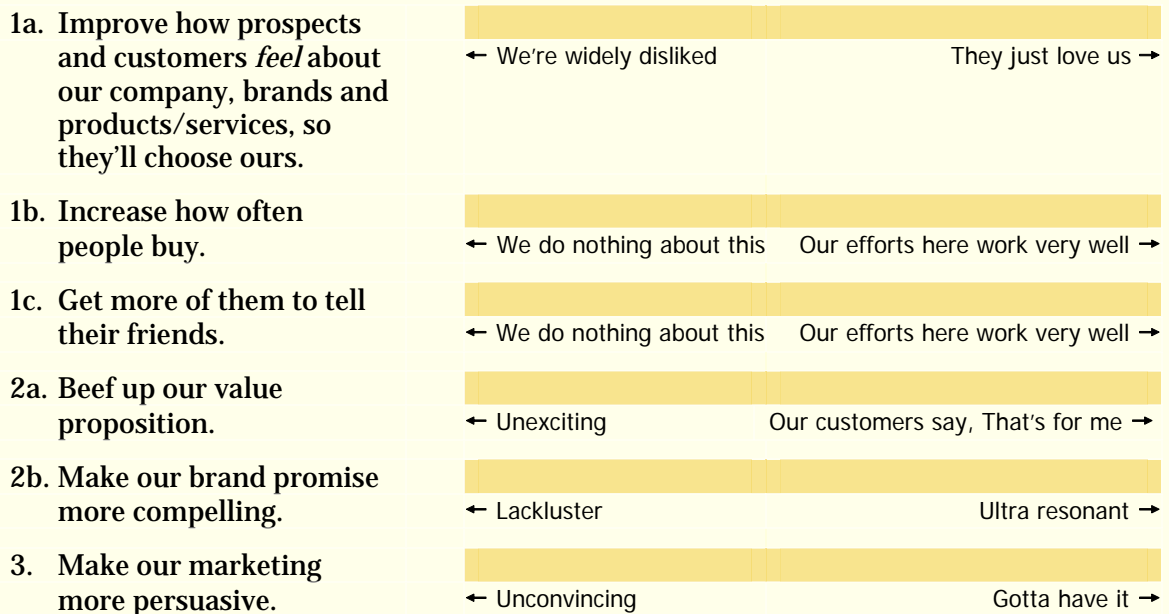 1a. Improve how prospects
and customers feel about
our company, brands and
products/services, so
they’ll choose ours.
← We’re widely disliked They just love us →
1b. Increase how often
people buy.
← We do nothing about this Our efforts here work very well →
1c. Get more of them to tell
their friends.
← We do nothing about this Our efforts here work very well →
2a. Beef up our value
proposition.
← Unexciting Our customers say, That’s for me →
2b. Make our brand promise
more compelling.
← Lackluster Ultra resonant →
3. Make our marketing
more persuasive.
← Unconvincing Gotta have it →